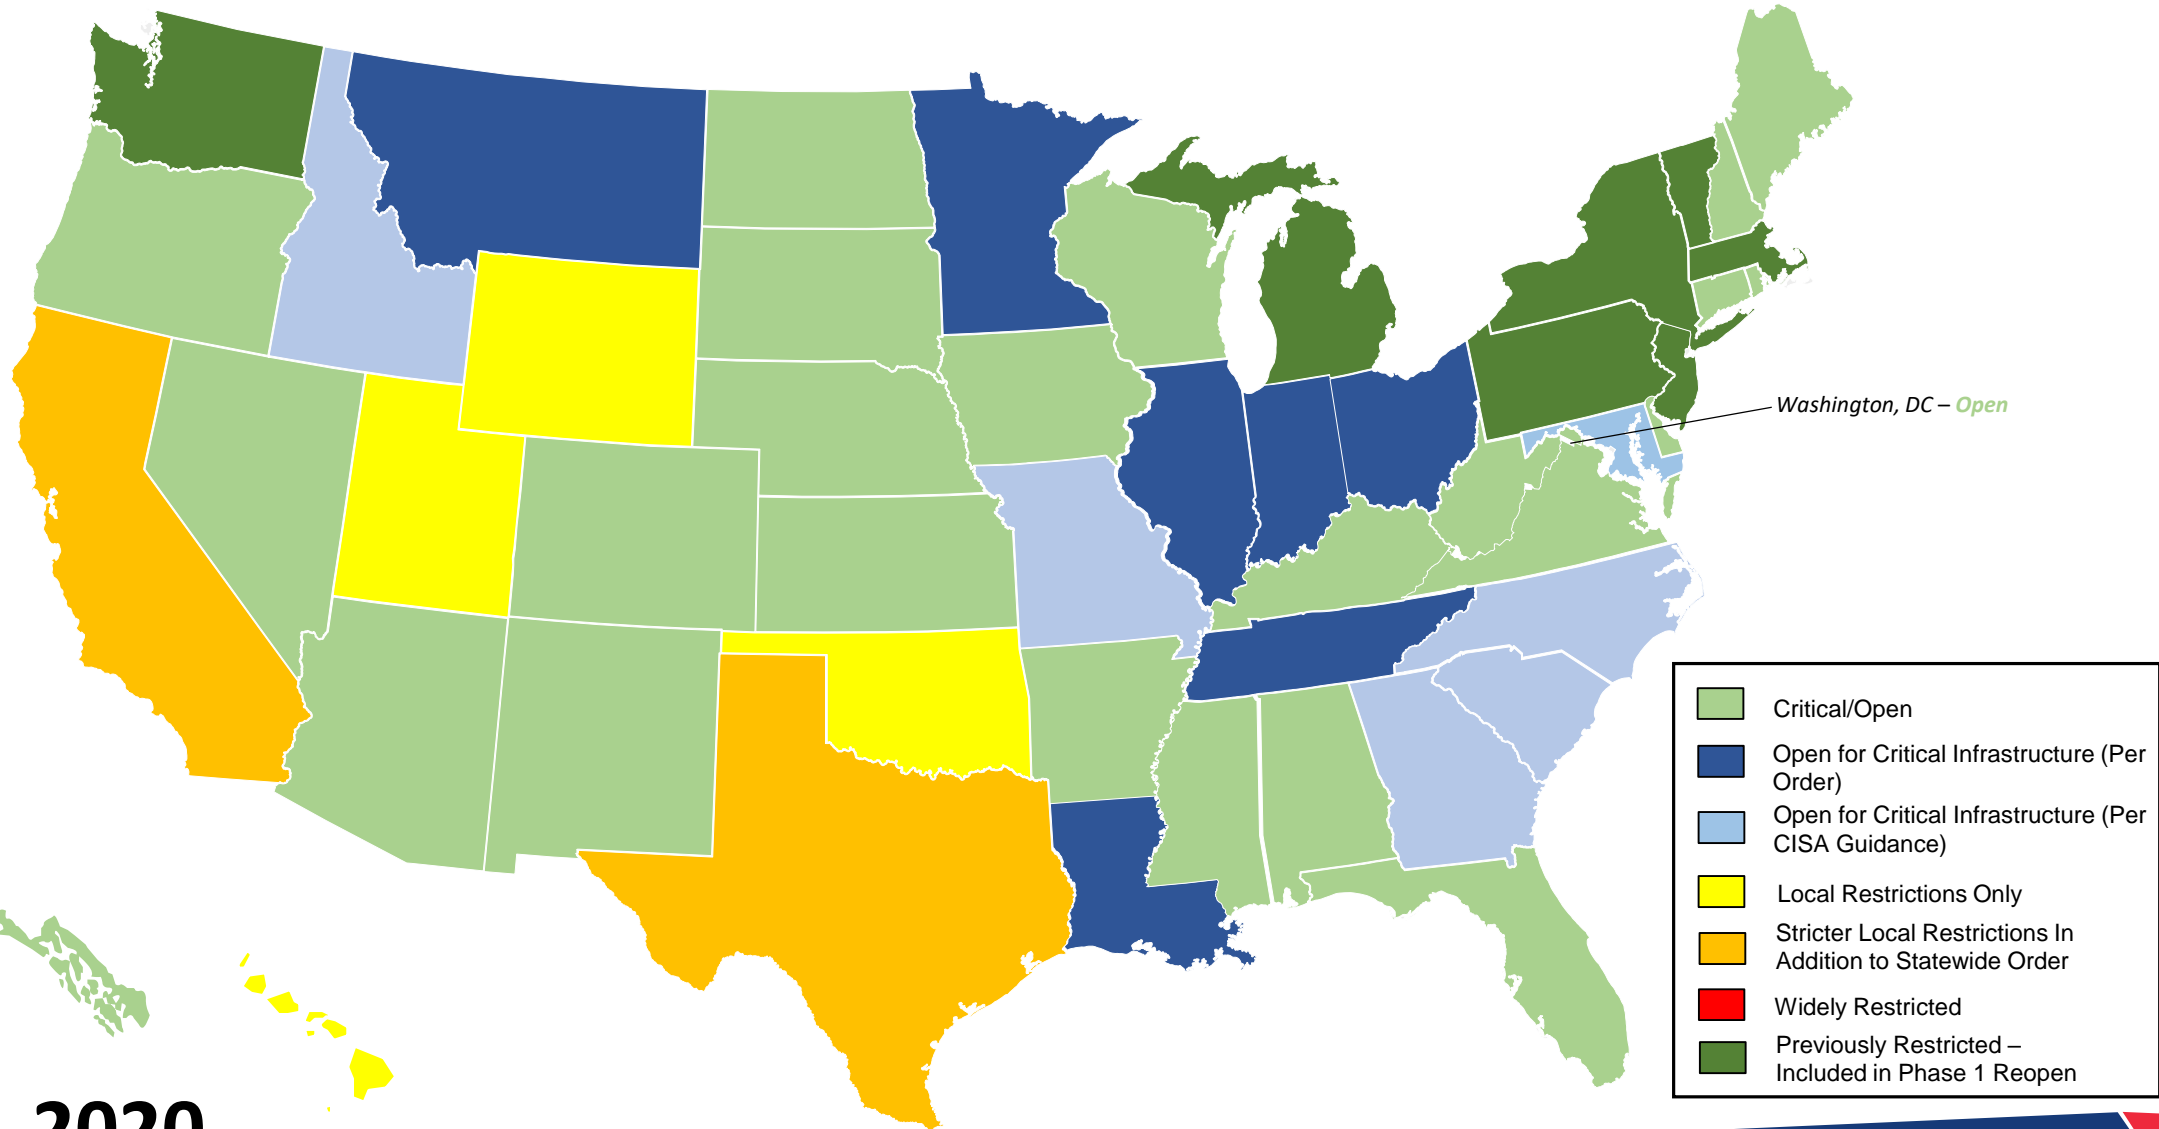 Washington, DC – Open
Critical/Open
Open for Critical Infrastructure (Per
Order)
Open for Critical Infrastructure (Per
CISA Guidance)
Local Restrictions Only
Stricter Local Restrictions In
Addition to Statewide Order
Widely Restricted
Previously Restricted –
Included in Phase 1 Reopen
2020